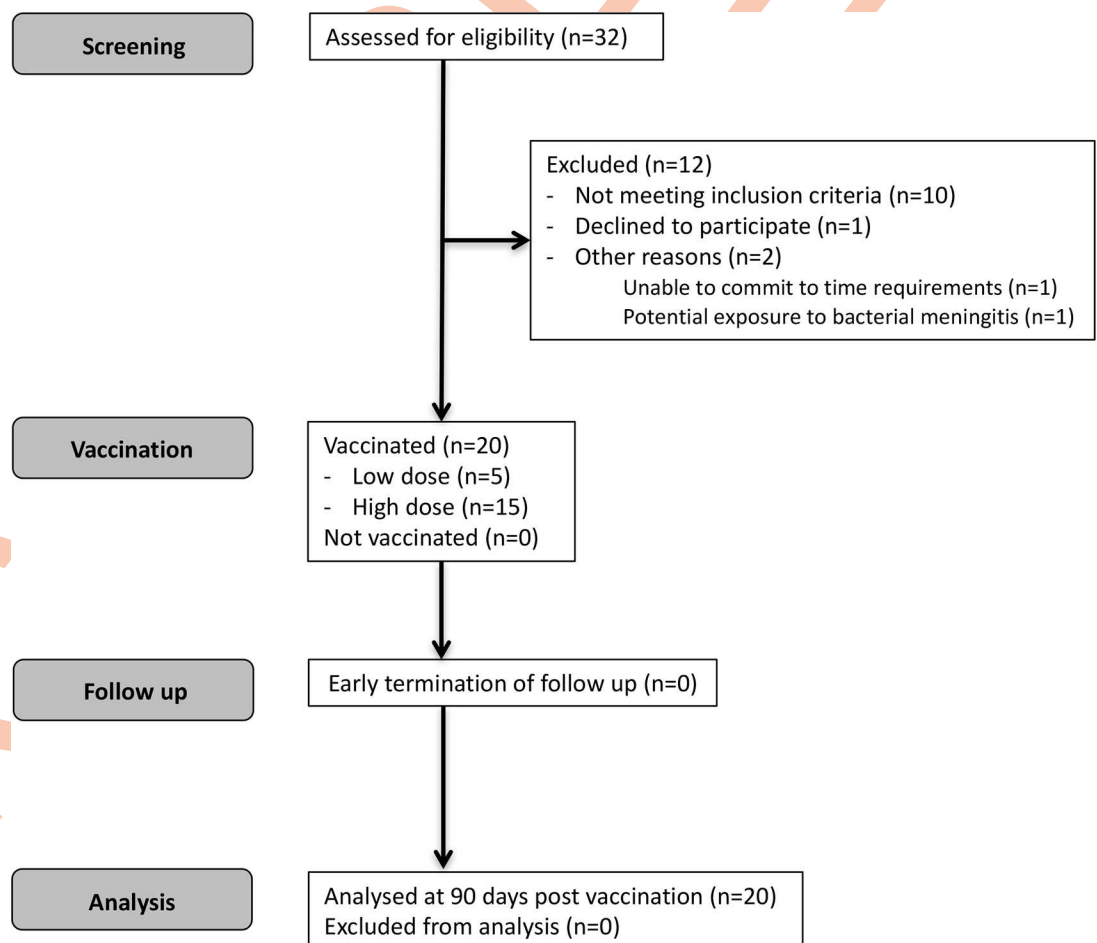 Screening
Assessed for eligibility (n=32)
Excluded (n=12)
- Not meeting inclusion criteria (n=10)
- Declined to participate (n=1)
- Other reasons (n=2)
Unable to commit to time requirements (n=1)
Potential exposure to bacterial meningitis (n=1)
Vaccination
Vaccinated (n=20)
- Low dose (n=5)
- High dose (n=15)
Not vaccinated (n=0)
Follow up
Early termination of follow up (n=0)
Analysis
Analysed at 90 days post vaccination (n=20)
Excluded from analysis (n=0)